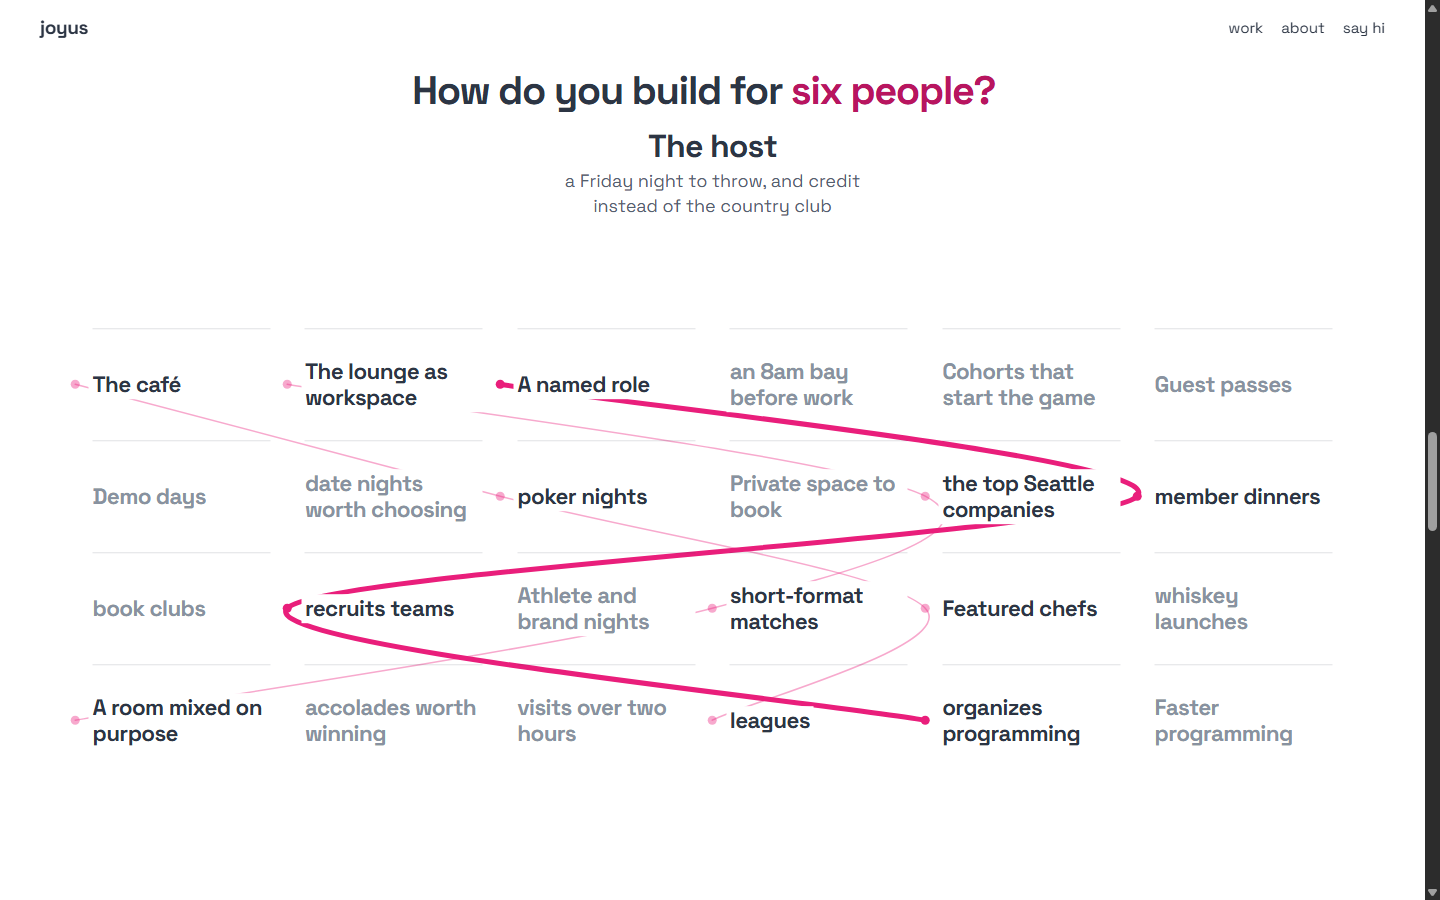 joyus
work about say hi
How do you build for six people?
The host
a Friday night to throw, and credit
instead of the country club
The café
The lounge as
workspace
A named role
an 8am bay
before work
Cohorts that
start the game
Guest passes
Demo days
date nights
worth choosing
poker nights
Private space to
book
the top Seattle
companies
member dinners
book clubs
recruits teams
Athlete and
brand nights
short-format
matches
Featured chefs
whiskey
launches
A room mixed on
purpose
accolades worth
winning
visits over two
hours
leagues
organizes
programming
Faster
programming